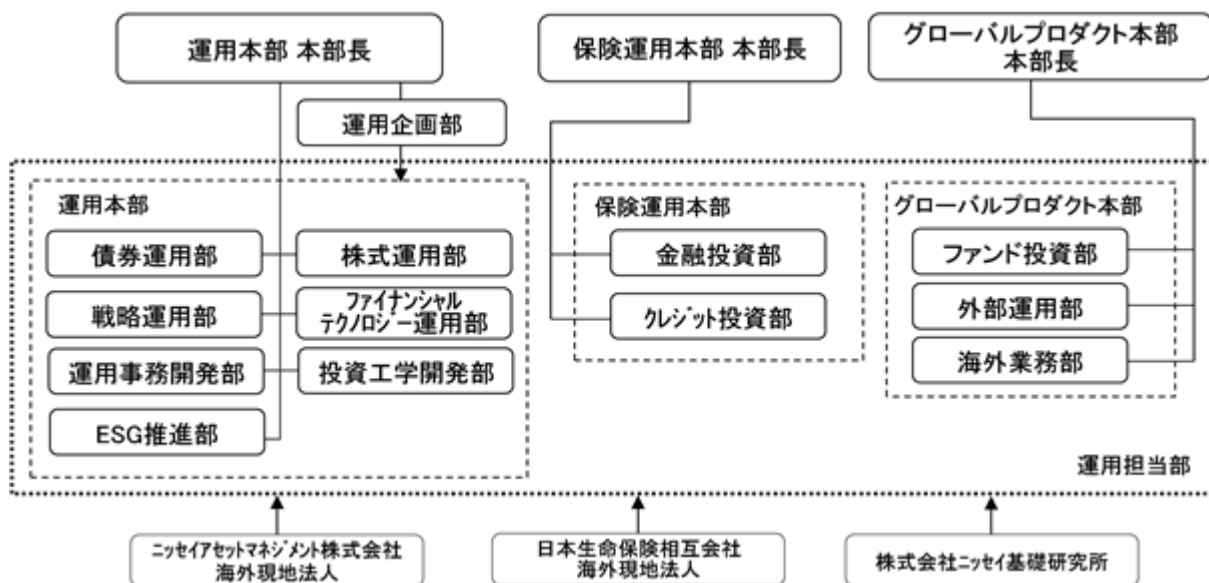 運用本部 本部長
保険運用本部 本部長
グローバルプロダクト本部
本部長
運用企画部
運用本部
債券運用部
株式運用部
戦略運用部
ファイナンシャル
テクノロジー運用部
運用事務開発部
投資工学開発部
ESG推進部
保険運用本部
金融投資部
クレジット投資部
グローバルプロダクト本部
ファンド投資部
外部運用部
海外業務部
運用担当部
ニッセイアセットマネジメント株式会社
海外現地法人
日本生命保険相互会社
海外現地法人
株式会社ニッセイ基礎研究所